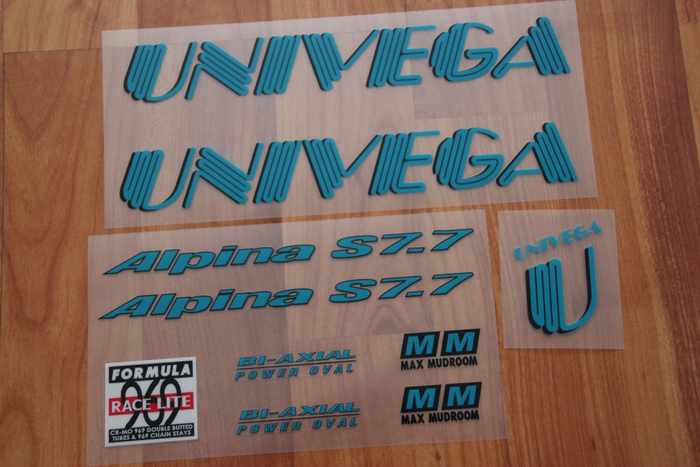 UNIVEGA
UNIVEGA
Alpina S7.7
Alpina S7.7
UNIVEGA
U
FORMULA
969
RACE LITE
CR-MO 969 DOUBLE BUTTED
TUBES & 969 CHAIN STAYS
BI-AXIAL
POWER OVAL
BI-AXIAL
POWER OVAL
MM
MAX MUDROOM
MM
MAX MUDROOM